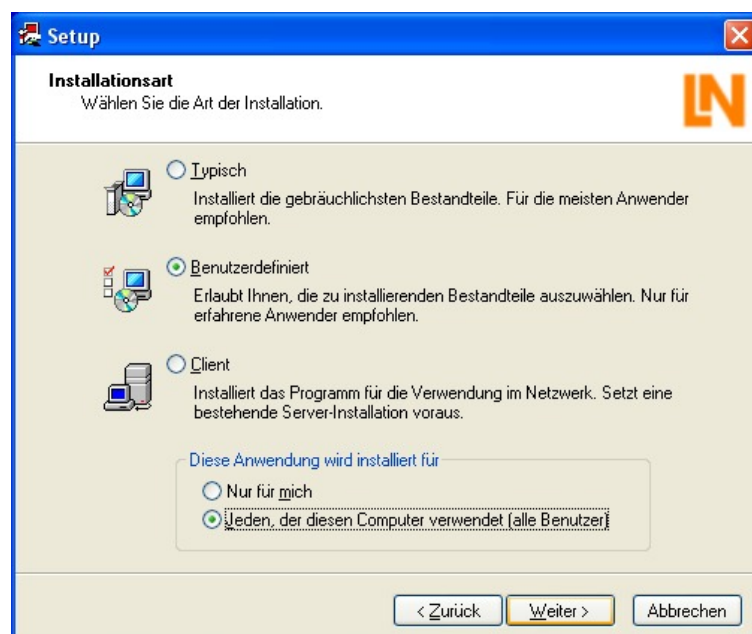 Setup
Installationsart
Wählen Sie die Art der Installation.
LN
Typisch
Installiert die gebräuchlichsten Bestandteile. Für die meisten Anwender
empfohlen.
Benutzerdefiniert
Erlaubt Ihnen, die zu installierenden Bestandteile auszuwählen. Nur für
erfahrene Anwender empfohlen.
Client
Installiert das Programm für die Verwendung im Netzwerk. Setzt eine
bestehende Server-Installation voraus.
Diese Anwendung wird installiert für
Nur für mich
Jeden, der diesen Computer verwendet (alle Benutzer)
< Zurück Weiter > Abbrechen